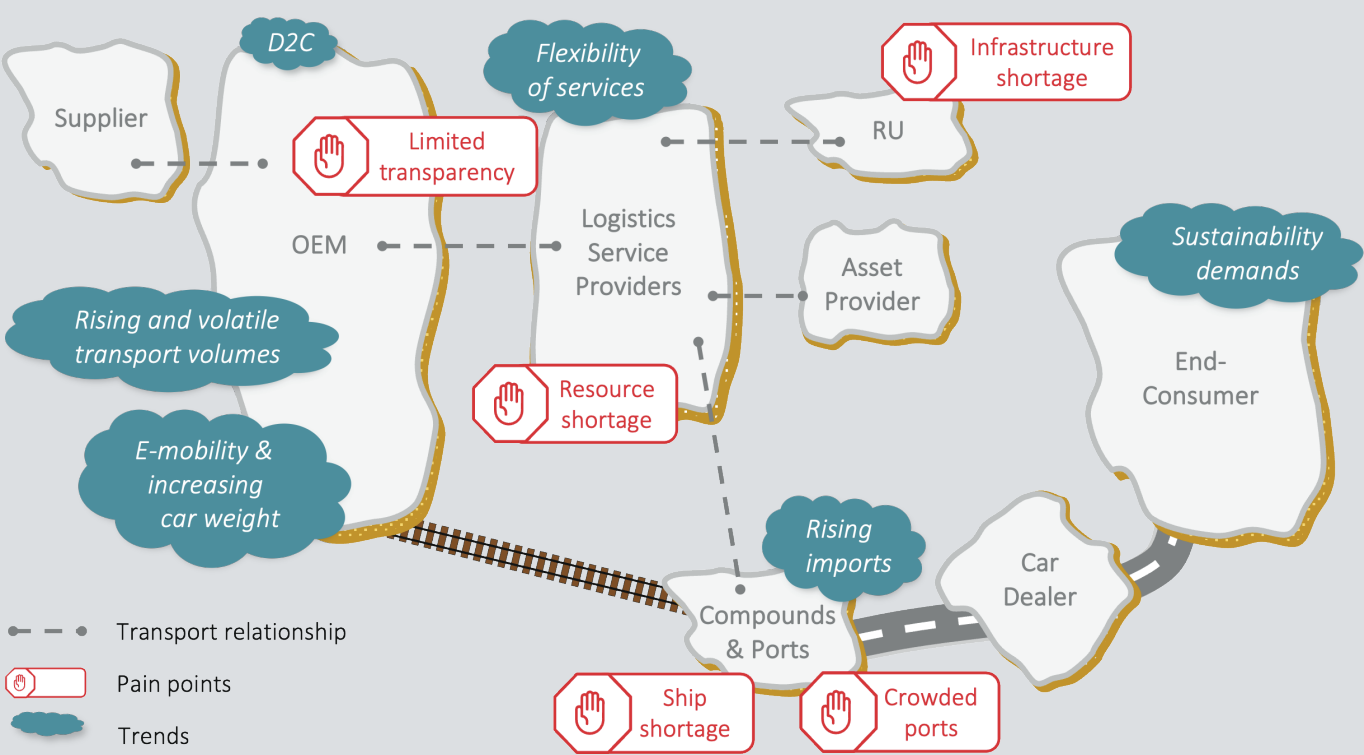 D2C
Flexibility
of services
Infrastructure
shortage
Supplier
Limited
transparency
RU
OEM
Logistics
Service
Providers
Asset
Provider
Sustainability
demands
Rising and volatile
transport volumes
End-
Consumer
Resource
shortage
E-mobility &
increasing
car weight
Rising
imports
Car
Dealer
Compounds
& Ports
Ship
shortage
Crowded
ports
Transport relationship
Pain points
Trends